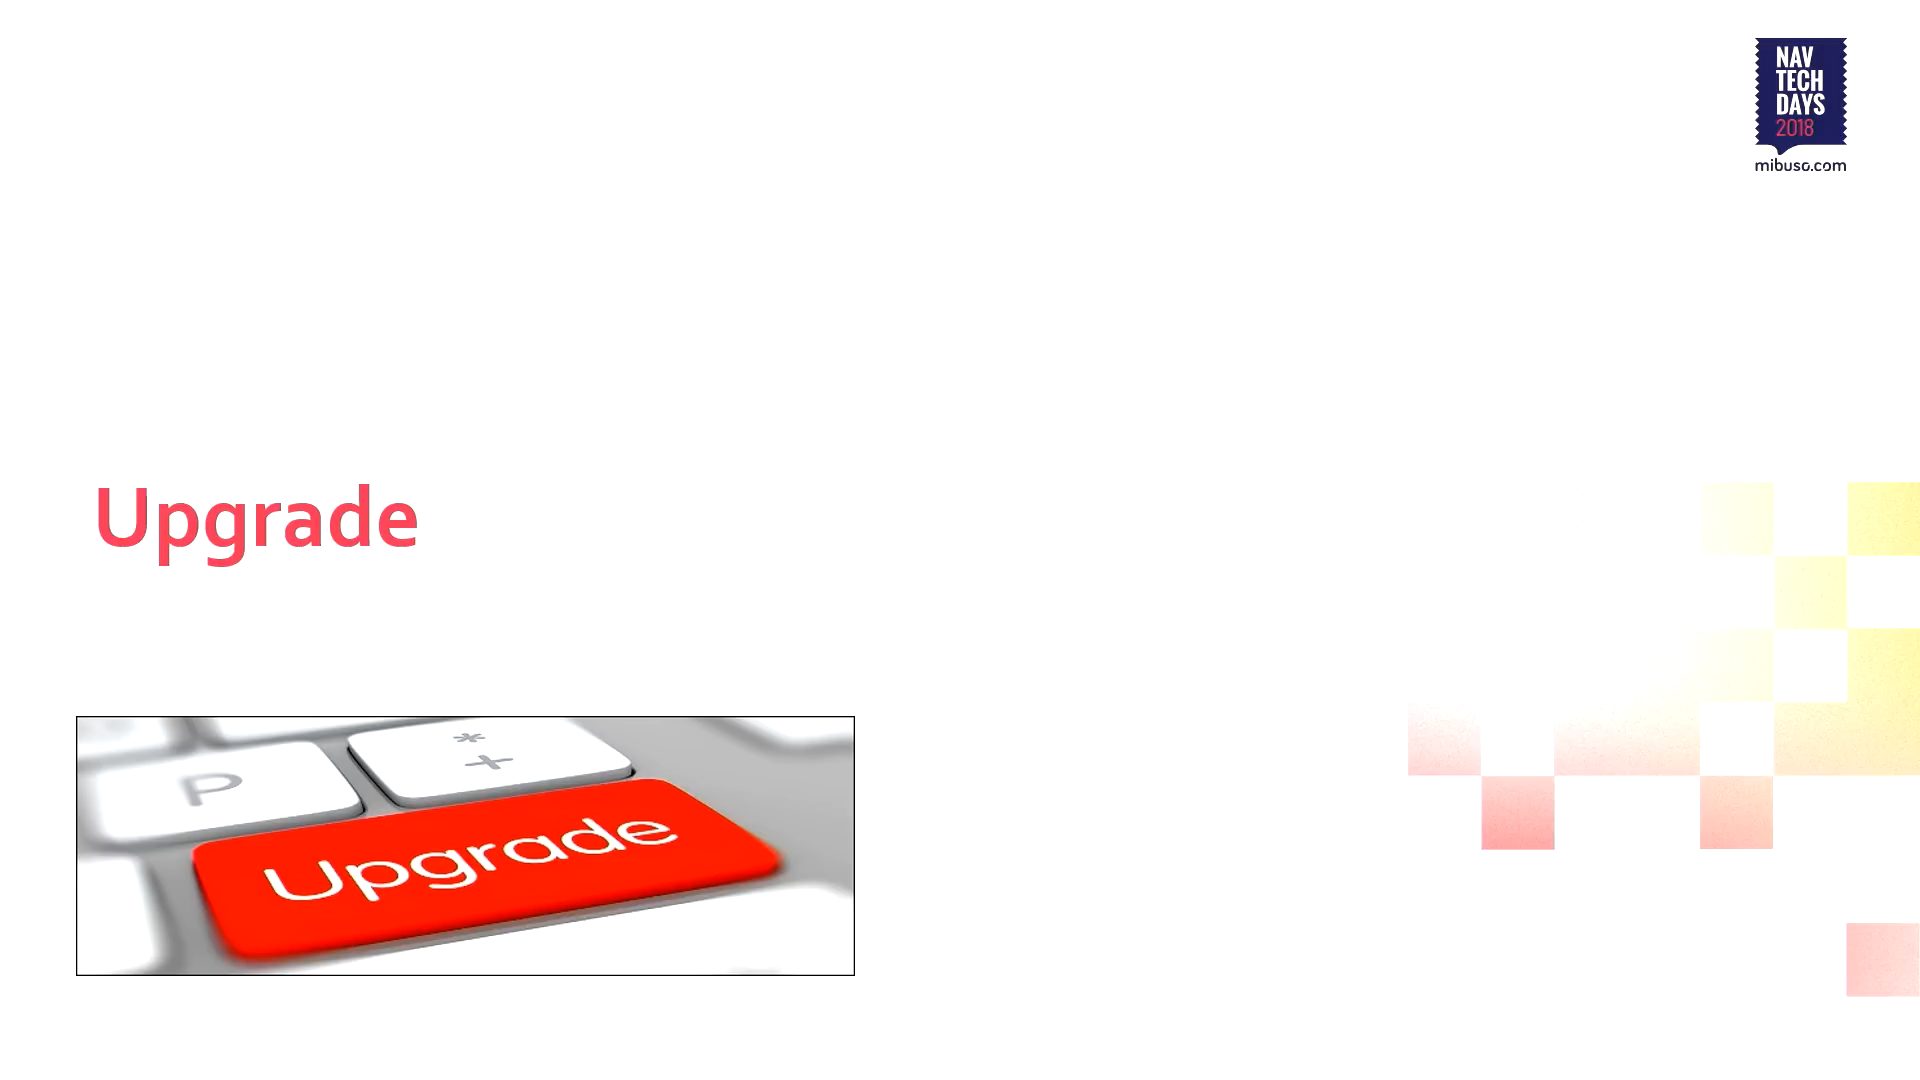 NAV
TECH
DAYS
2018
mibuso.com
Upgrade
P
*
+
Upgrade